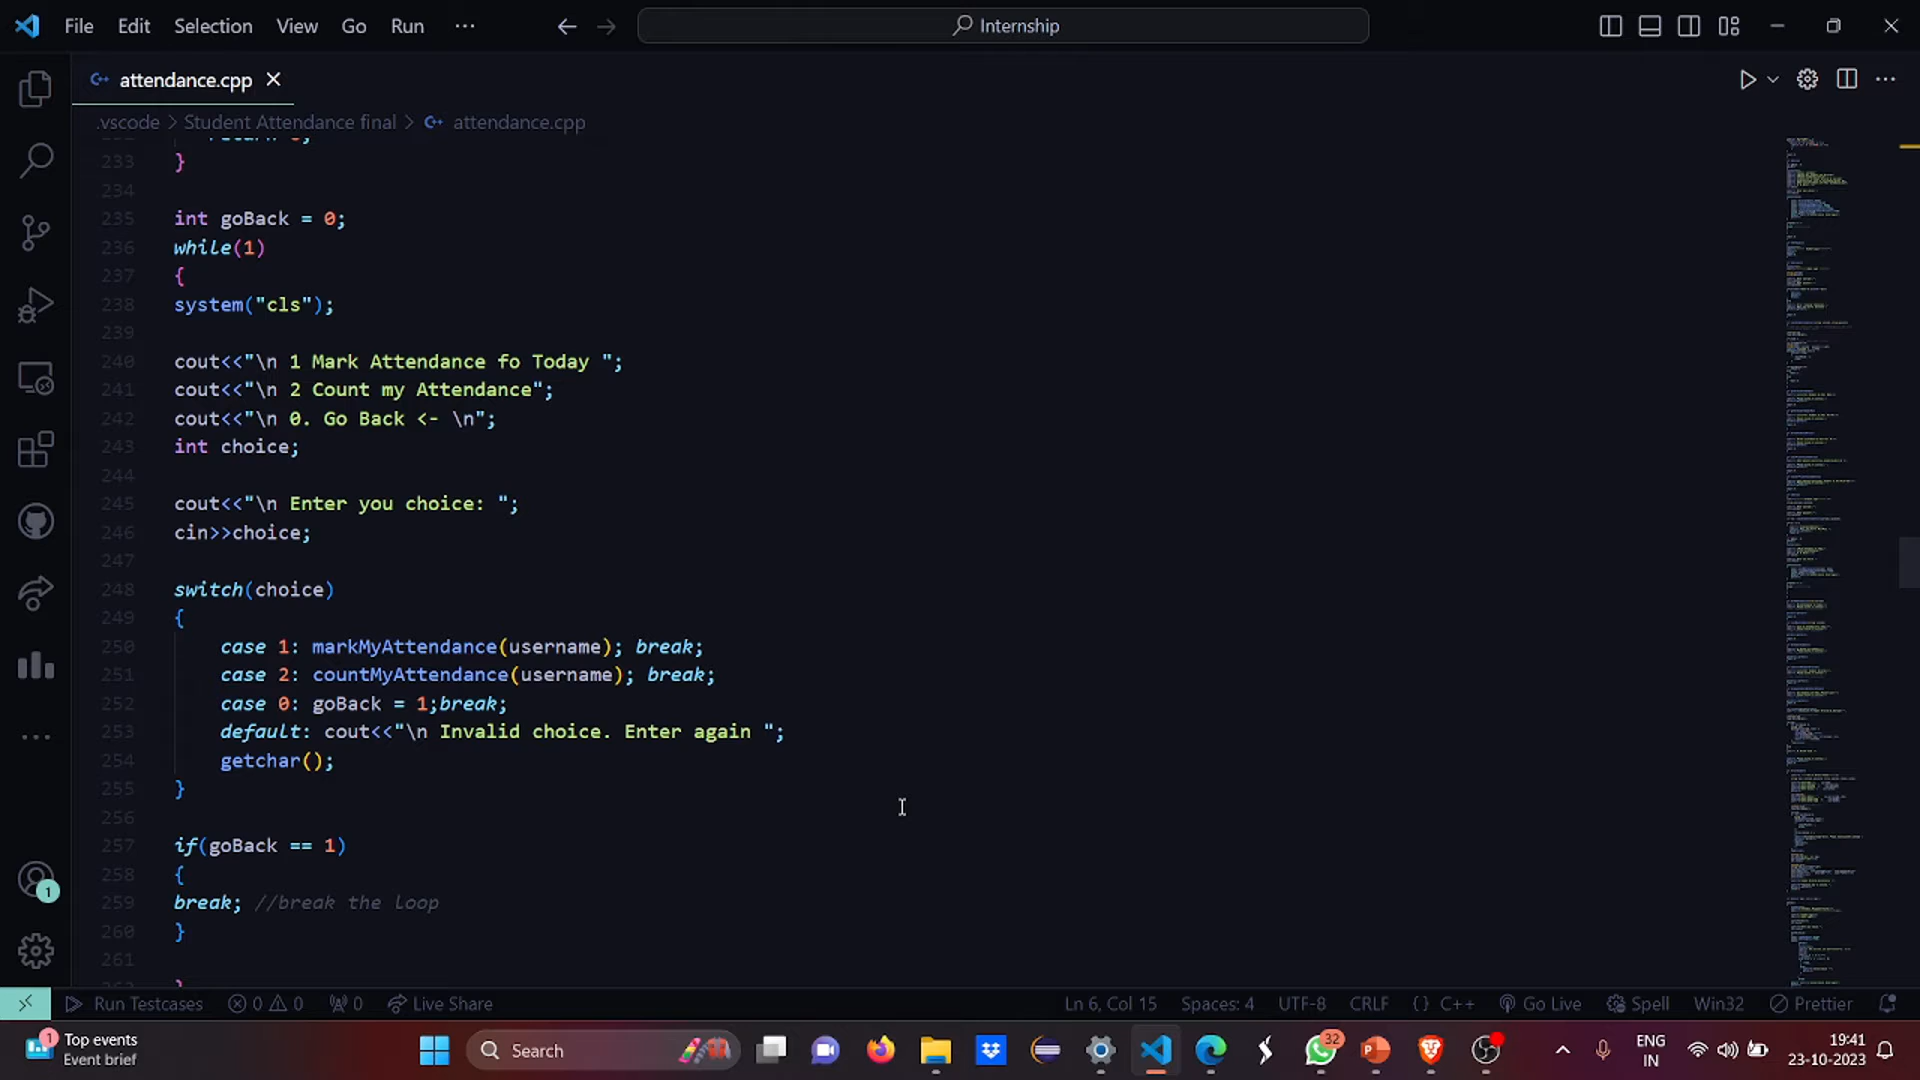 File Edit Selection View Go Run ··· Internship
attendance.cpp
.vscode > Student Attendance final > attendance.cpp
233 }
234
235 int goBack = 0;
236 while(1)
237 {
238 system("cls");
239
240 cout<<"\n 1 Mark Attendance fo Today ";
241 cout<<"\n 2 Count my Attendance";
242 cout<<"\n 0. Go Back <- \n";
243 int choice;
244
245 cout<<"\n Enter you choice: ";
246 cin>>choice;
247
248 switch(choice)
249 {
250 case 1: markMyAttendance(username); break;
251 case 2: countMyAttendance(username); break;
252 case 0: goBack = 1;break;
253 default: cout<<"\n Invalid choice. Enter again ";
254 getchar();
255 }
256
257 if(goBack == 1)
258 {
259 break; //break the loop
260 }
261
1
Run Testcases 0 0 0 Live Share Ln 6, Col 15 Spaces: 4 UTF-8 CRLF {} C++ Go Live Spell Win32 Prettier
1 Top events
Event brief
Search
32
ENG
IN
19:41
23-10-2023